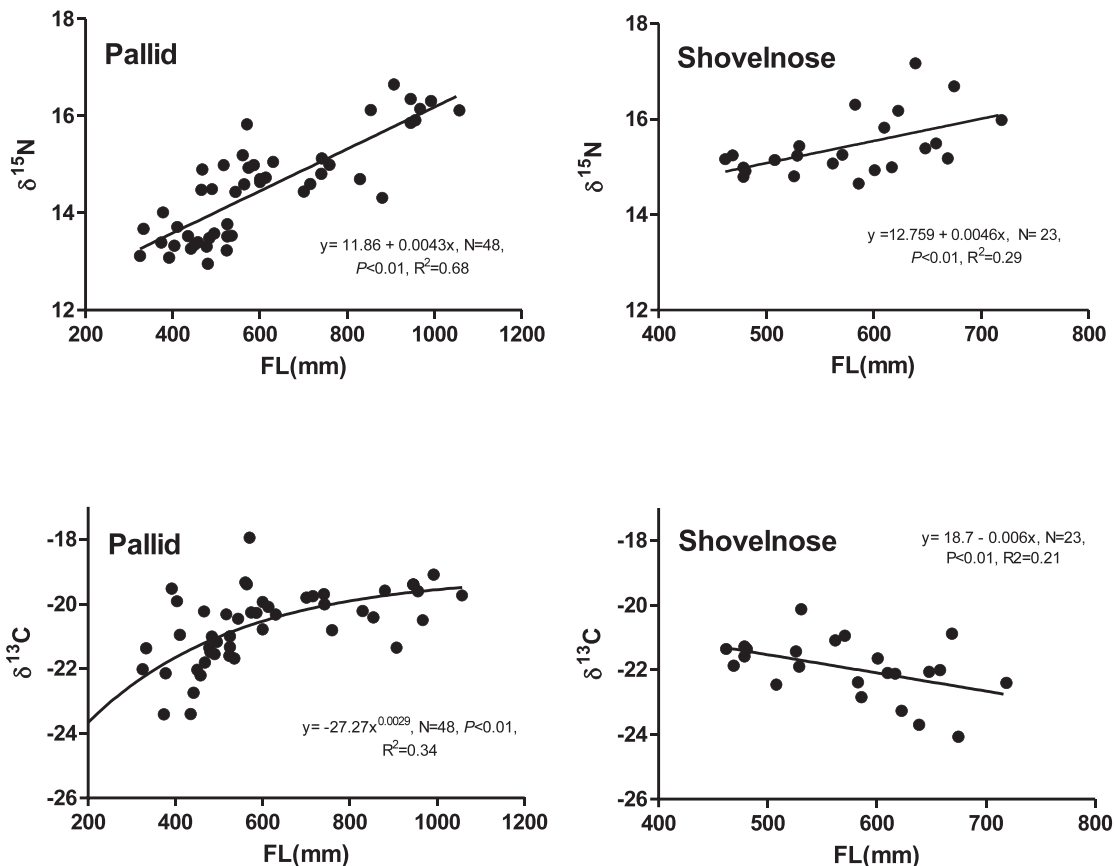 Pallid
18
16
14
12
δ15N
200 400 600 800 1000 1200
FL(mm)
y= 11.86 + 0.0043x, N=48,
P<0.01, R2=0.68
Shovelnose
18
16
14
12
δ15N
400 500 600 700 800
FL(mm)
y =12.759 + 0.0046x, N= 23,
P<0.01, R2=0.29
Pallid
-18
-20
-22
-24
-26
δ13C
200 400 600 800 1000 1200
FL(mm)
y= -27.27x0.0029, N=48, P<0.01,
R2=0.34
Shovelnose
-18
-20
-22
-24
-26
δ13C
400 500 600 700 800
FL(mm)
y= 18.7 - 0.006x, N=23,
P<0.01, R2=0.21